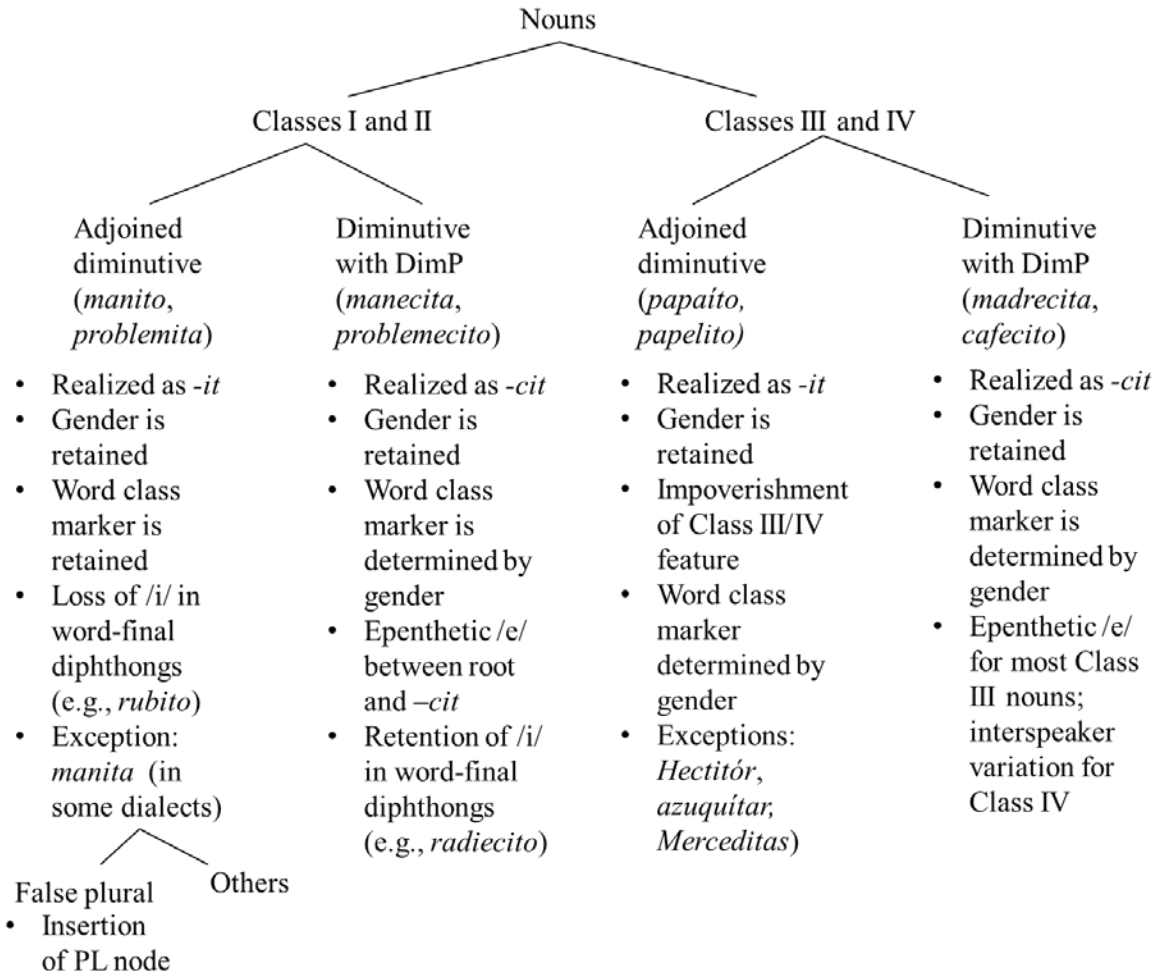 Nouns
Classes I and II
Classes III and IV
Adjoined
diminutive
(manito,
problemita)
• Realized as -it
• Gender is
retained
• Word class
marker is
retained
• Loss of /i/ in
word-final
diphthongs
(e.g., rubito)
• Exception:
manita (in
some dialects)
False plural
• Insertion
of PL node
Others
Diminutive
with DimP
(manecita,
problemecito)
• Realized as -cit
• Gender is
retained
• Word class
marker is
determined by
gender
• Epenthetic /e/
between root
and –cit
• Retention of /i/
in word-final
diphthongs
(e.g., radiecito)
Adjoined
diminutive
(papaíto,
papelito)
• Realized as -it
• Gender is
retained
• Impoverishment
of Class III/IV
feature
• Word class
marker
determined by
gender
• Exceptions:
Hectitór,
azuquítar,
Merceditas)
Diminutive
with DimP
(madrecita,
cafecito)
• Realized as -cit
• Gender is
retained
• Word class
marker is
determined by
gender
• Epenthetic /e/
for most Class
III nouns;
interspeaker
variation for
Class IV